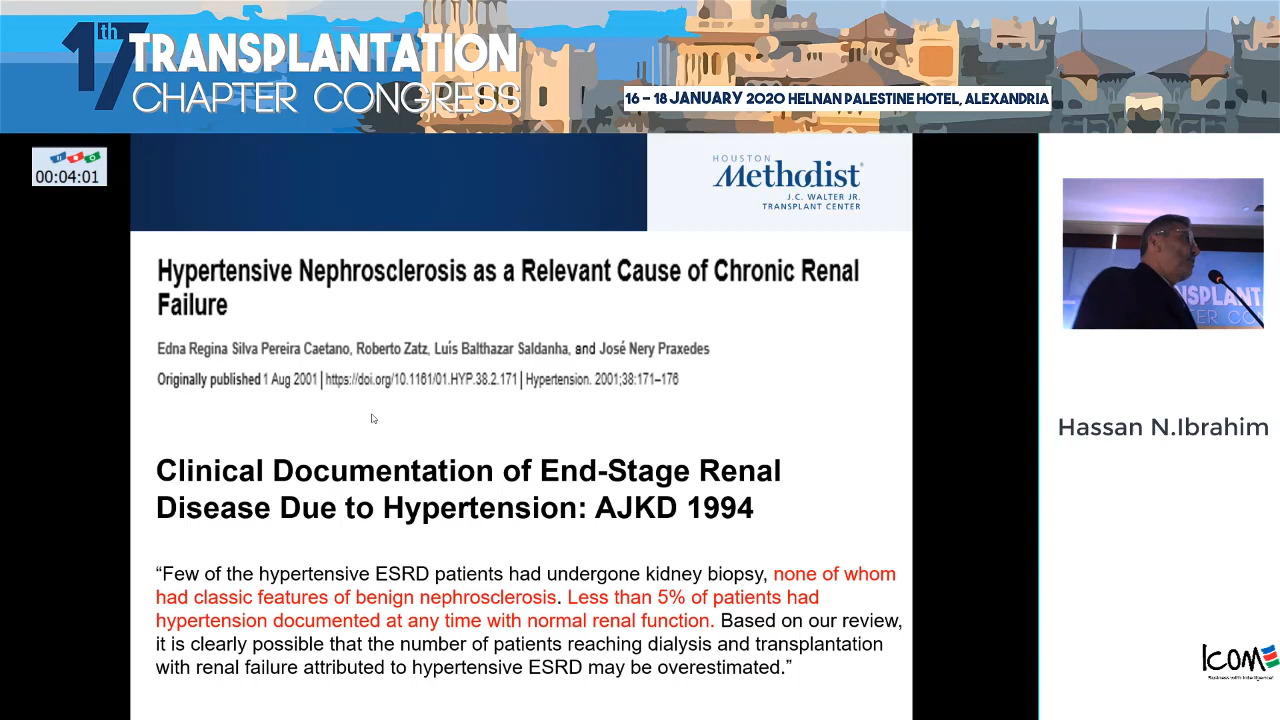 17th TRANSPLANTATION
CHAPTER CONGRESS
16 – 18 JANUARY 2020 HELNAN PALESTINE HOTEL, ALEXANDRIA
00:04:01
HOUSTON
Methodist
J.C. WALTER JR.
TRANSPLANT CENTER
Hypertensive Nephrosclerosis as a Relevant Cause of Chronic Renal
Failure
Edna Regina Silva Pereira Caetano, Roberto Zatz, Luís Balthazar Saldanha, and José Nery Praxedes
Originally published 1 Aug 2001 | https://doi.org/10.1161/01.HYP.38.2.171 | Hypertension. 2001;38:171–176
TRANSPLANT
CHAPTER CON
Hassan N.Ibrahim
Clinical Documentation of End-Stage Renal
Disease Due to Hypertension: AJKD 1994
“Few of the hypertensive ESRD patients had undergone kidney biopsy, none of whom
had classic features of benign nephrosclerosis. Less than 5% of patients had
hypertension documented at any time with normal renal function. Based on our review,
it is clearly possible that the number of patients reaching dialysis and transplantation
with renal failure attributed to hypertensive ESRD may be overestimated.”
ICOME
Business with Intelligence!